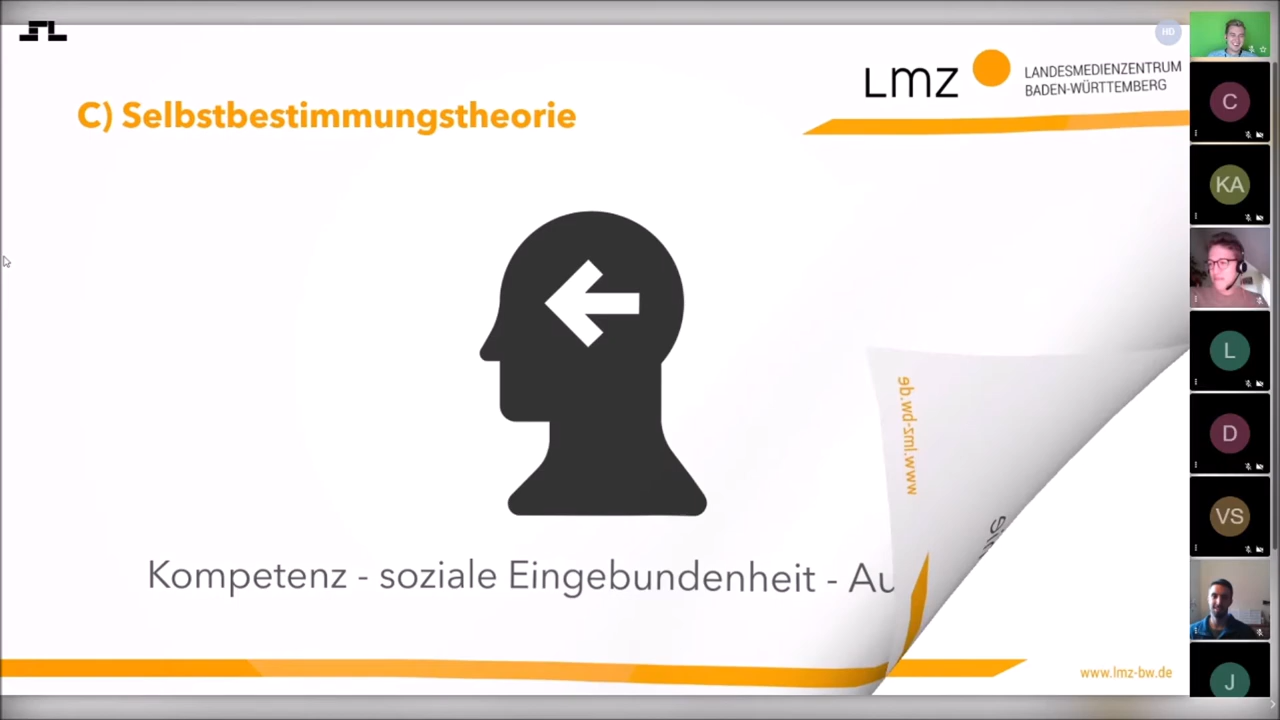 HD
LMZ
LANDESMEDIENZENTRUM
BADEN-WÜRTTEMBERG
C) Selbstbestimmungstheorie
Kompetenz - soziale Eingebundenheit - Au
www.lmz-bw.de
www.lmz-bw.de
C
KA
L
D
VS
J